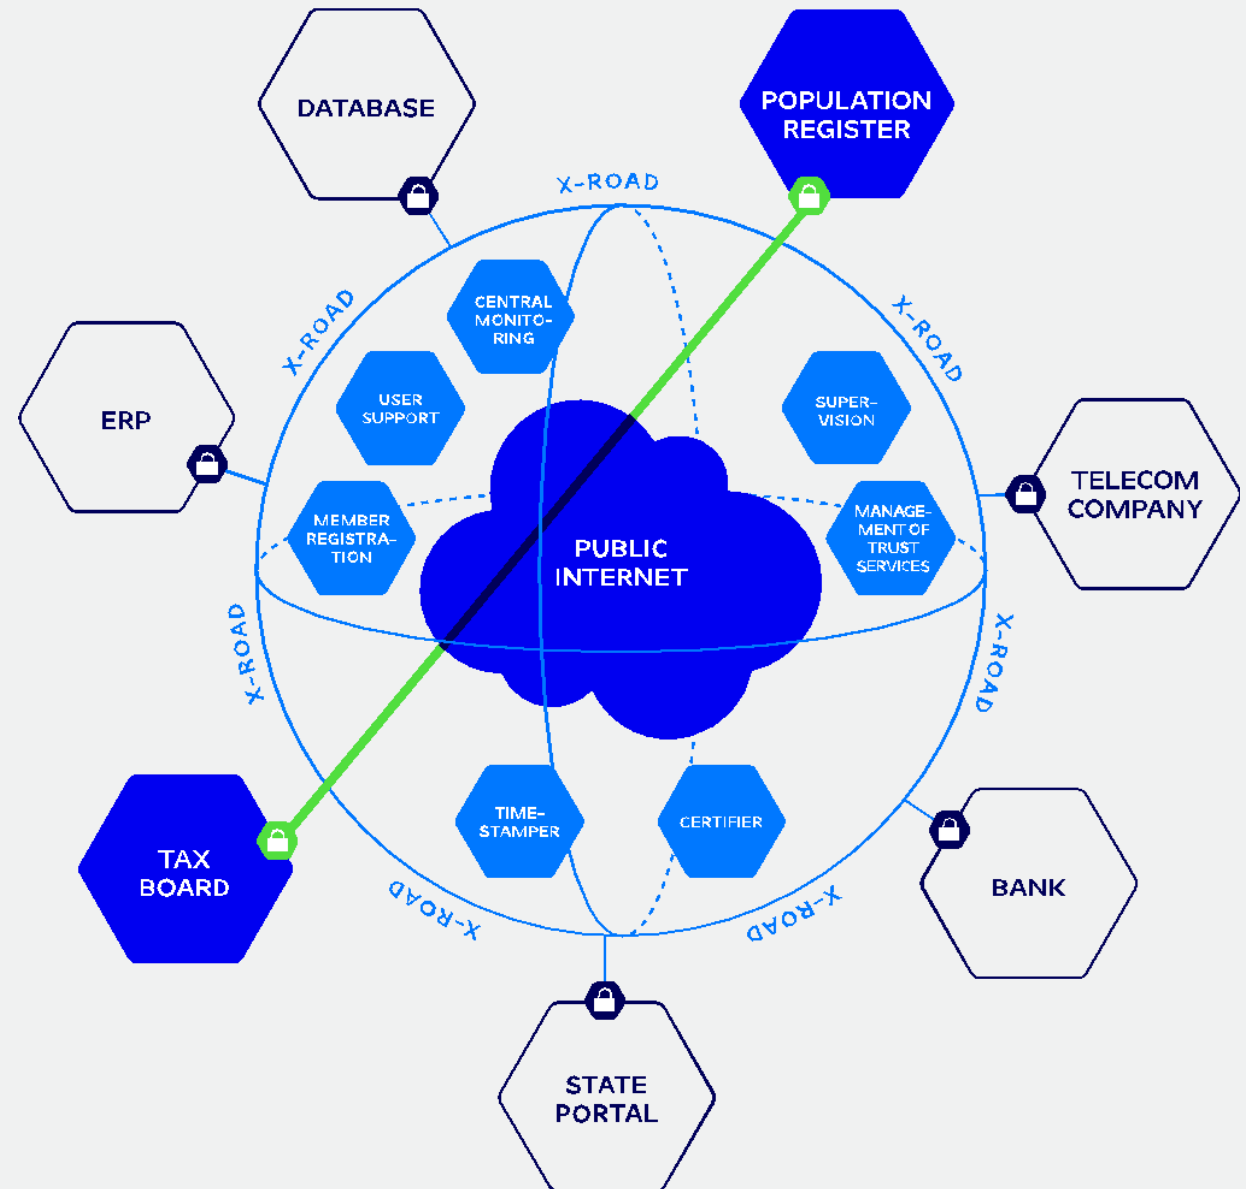 DATABASE
POPULATION
REGISTER
X-ROAD
X-ROAD
X-ROAD
CENTRAL
MONITO-
RING
USER
SUPPORT
SUPER-
VISION
ERP
TELECOM
COMPANY
MEMBER
REGISTRA-
TION
PUBLIC
INTERNET
MANAGE-
MENT OF
TRUST
SERVICES
X-ROAD
X-ROAD
TIME-
STAMPER
CERTIFIER
TAX
BOARD
BANK
X-ROAD
X-ROAD
STATE
PORTAL